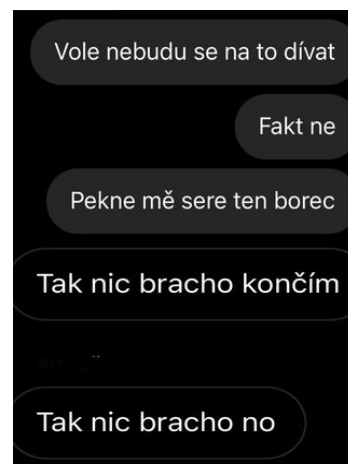 Vole nebudu se na to dívat
Fakt ne
Pekne mě sere ten borec
Tak nic bracho končím
Tak nic bracho no